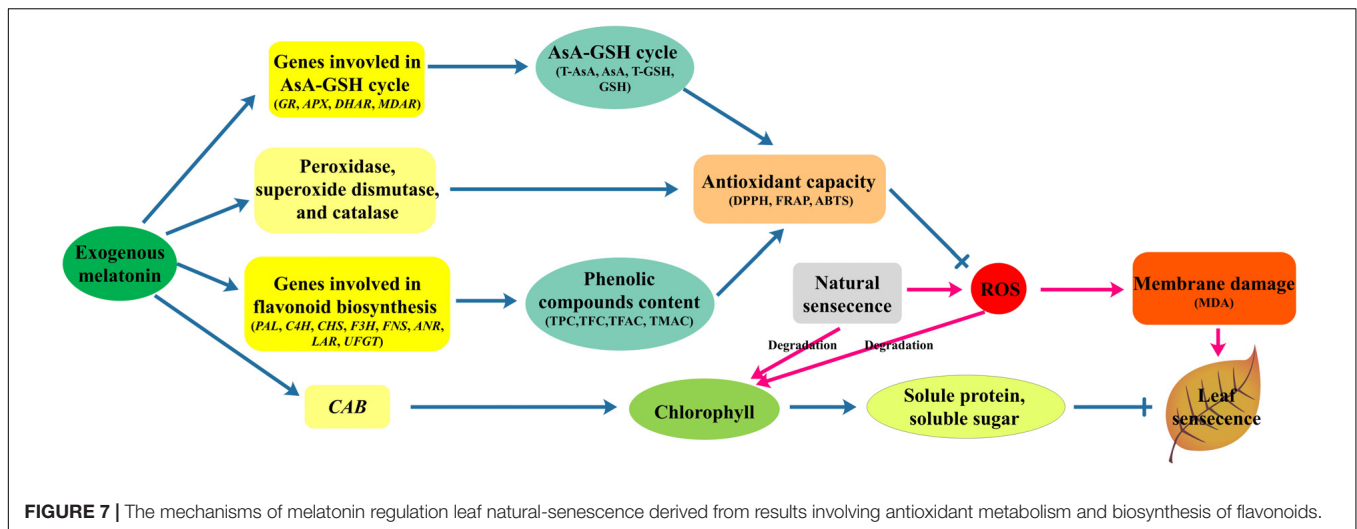 Genes invovled in
AsA-GSH cycle
(GR, APX, DHAR, MDAR)
AsA-GSH cycle
(T-AsA, AsA, T-GSH,
GSH)
Peroxidase,
superoxide dismutase,
and catalase
Antioxidant capacity
(DPPH, FRAP, ABTS)
Exogenous
melatonin
Genes involved in
flavonoid biosynthesis
(PAL, C4H, CHS, F3H, FNS, ANR,
LAR, UFGT)
Phenolic
compounds content
(TPC,TFC,TFAC, TMAC)
Natural
sensecence
ROS
Membrane damage
(MDA)
Degradation
Degradation
CAB
Chlorophyll
Solule protein,
soluble sugar
Leaf
sensecence
FIGURE 7 | The mechanisms of melatonin regulation leaf natural-senescence derived from results involving antioxidant metabolism and biosynthesis of flavonoids.